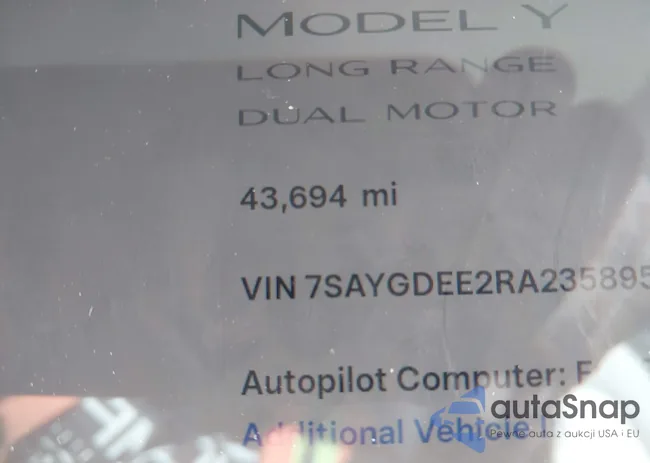 MODEL Y
LONG RANGE
DUAL MOTOR
43,694 mi
VIN 7SAYGDEE2RA235895
Autopilot Computer:
Additional Vehicle
autaSnap
Pewne auta z aukcji USA i EU